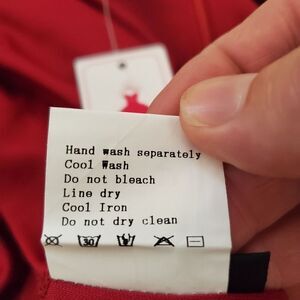 Hand wash separately
Cool Wash
Do not bleach
Line dry
Cool Iron
Do not dry clean
30